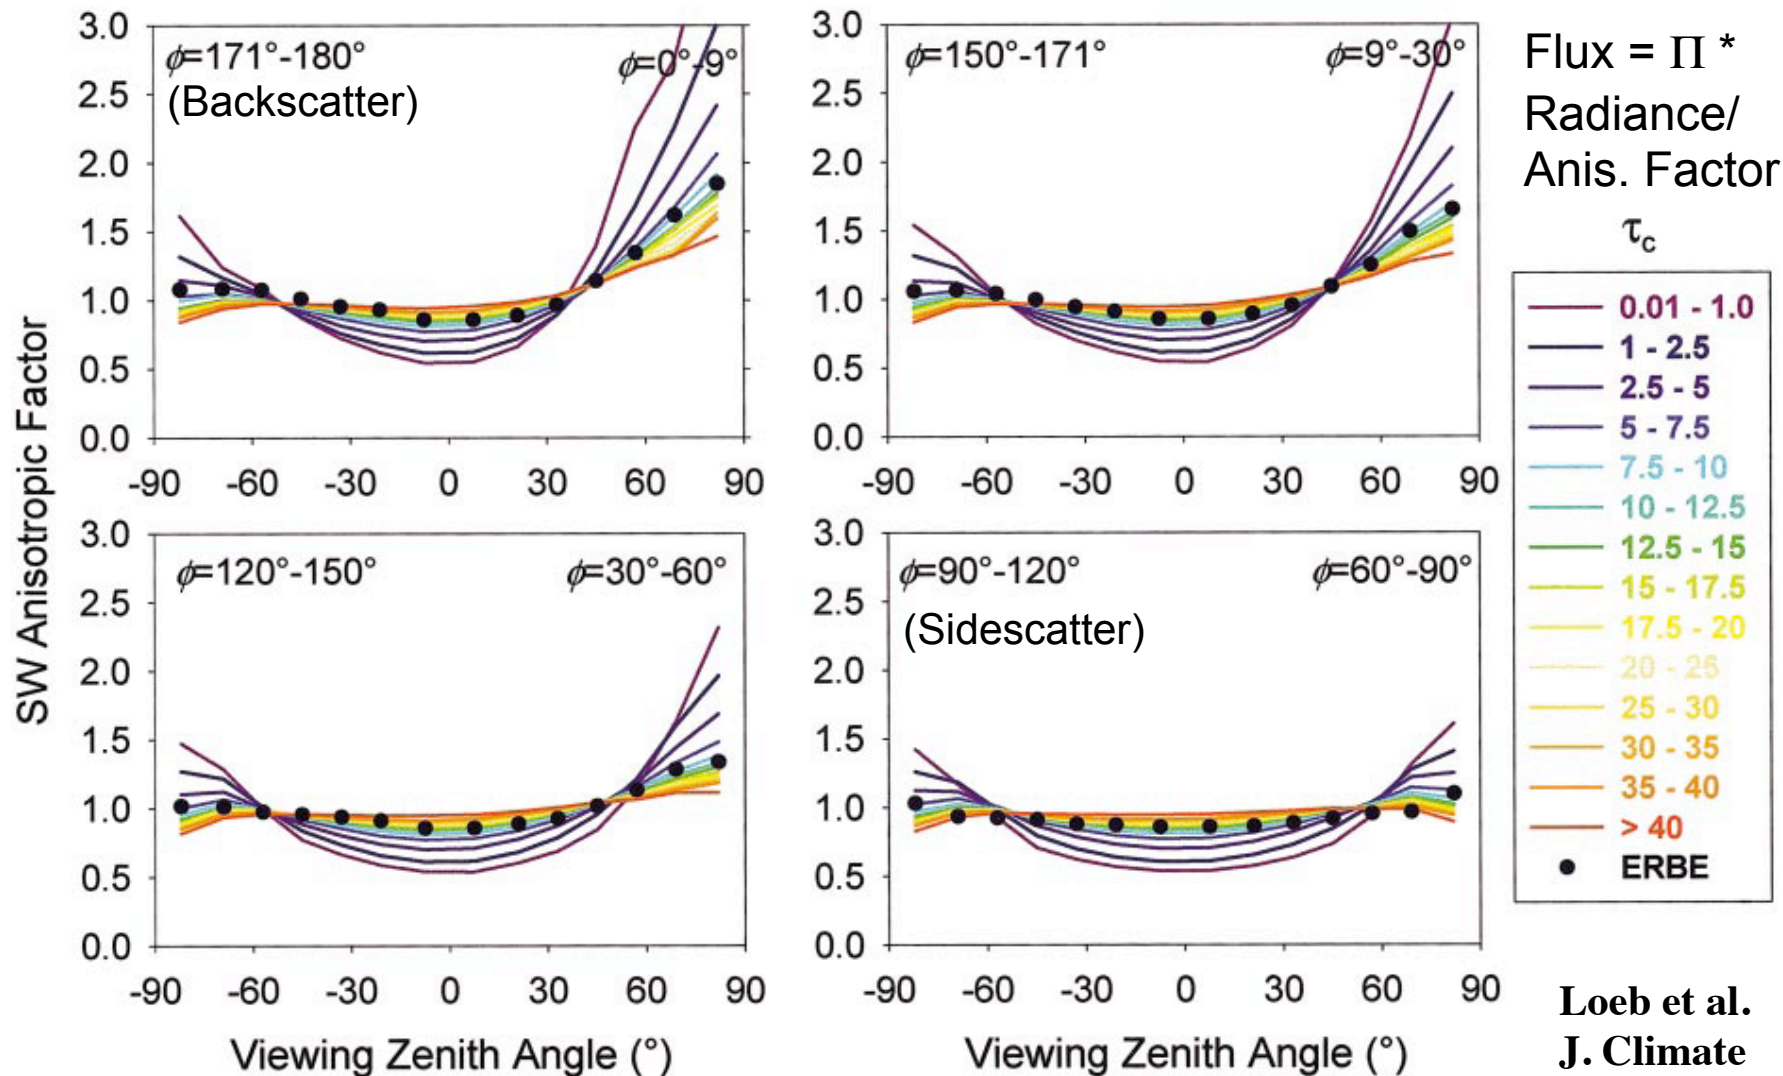 SW Anisotropic Factor
3.0
2.5
2.0
1.5
1.0
0.5
0.0
ϕ=171°-180°
(Backscatter)
ϕ=0°-9°
-90 -60 -30 0 30 60 90
3.0
2.5
2.0
1.5
1.0
0.5
0.0
ϕ=150°-171°
ϕ=9°-30°
-90 -60 -30 0 30 60 90
3.0
2.5
2.0
1.5
1.0
0.5
0.0
ϕ=120°-150°
ϕ=30°-60°
-90 -60 -30 0 30 60 90
Viewing Zenith Angle (°)
3.0
2.5
2.0
1.5
1.0
0.5
0.0
ϕ=90°-120°
ϕ=60°-90°
(Sidescatter)
-90 -60 -30 0 30 60 90
Viewing Zenith Angle (°)
Flux = Π *
Radiance/
Anis. Factor
τc
0.01 - 1.0
1 - 2.5
2.5 - 5
5 - 7.5
7.5 - 10
10 - 12.5
12.5 - 15
15 - 17.5
17.5 - 20
20 - 25
25 - 30
30 - 35
35 - 40
> 40
ERBE
Loeb et al.
J. Climate